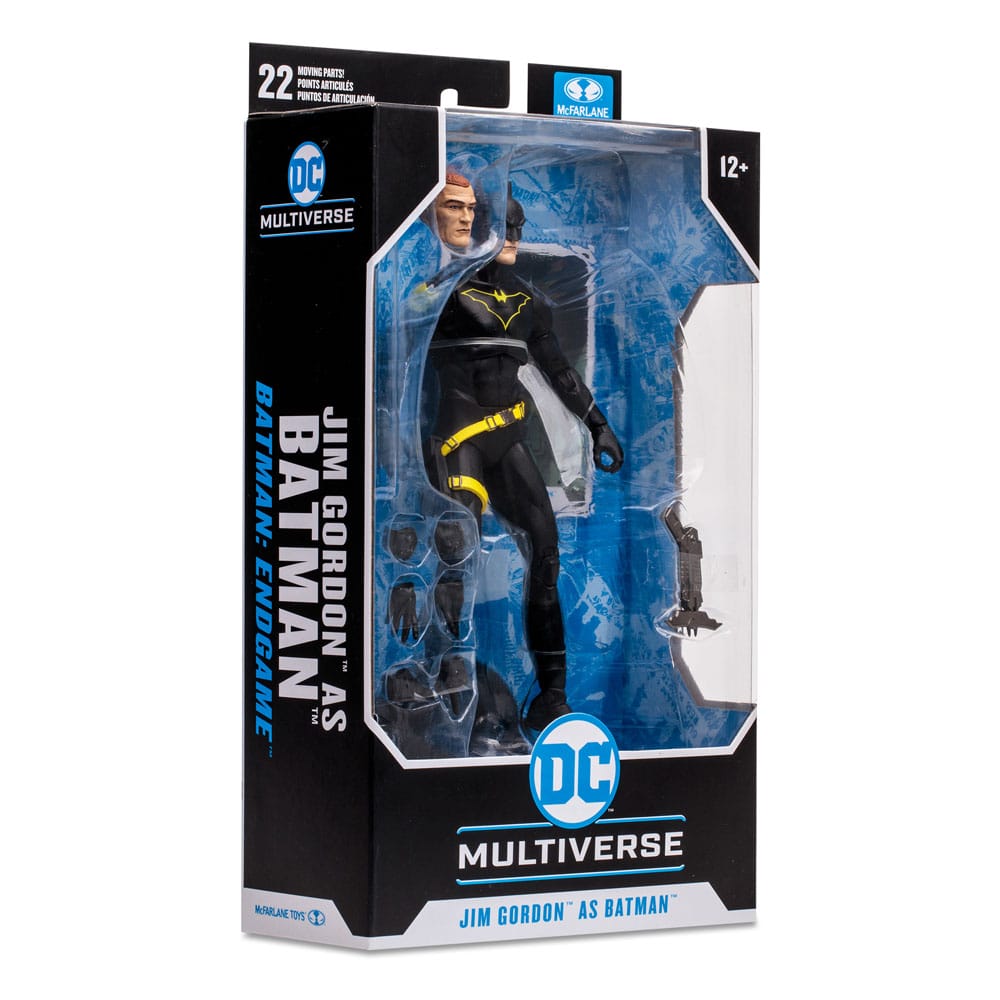 22
MOVING PARTS!
POINTS ARTICULÉS
PUNTOS DE ARTICULACIÓN
McFARLANE
12+
DC
MULTIVERSE
JIM GORDON™ AS
BATMAN™
BATMAN: ENDGAME™
McFARLANE TOYS
DC™
MULTIVERSE
JIM GORDON™ AS BATMAN™